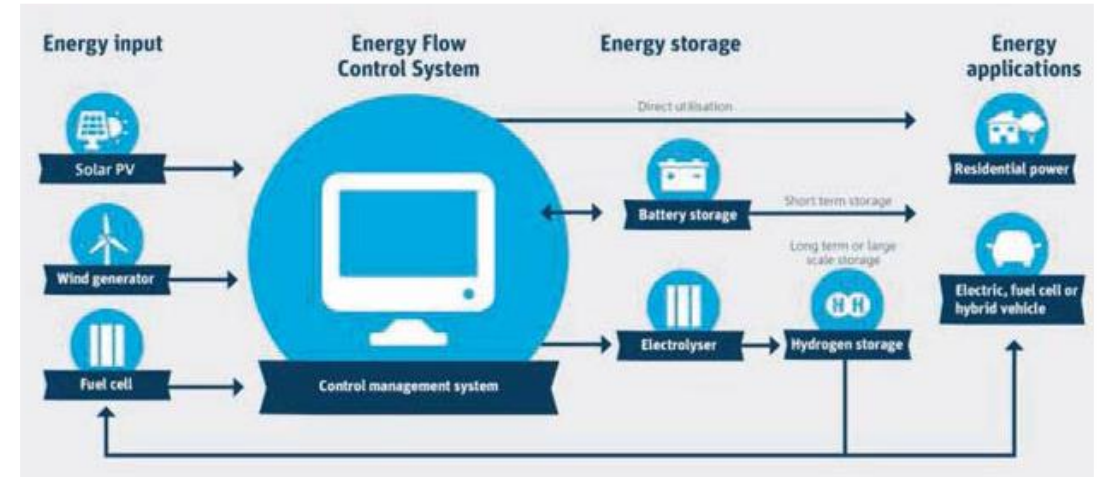 Energy input
Energy Flow
Control System
Energy storage
Energy
applications
Direct utilisation
Solar PV
Residential power
Battery storage
Short term storage
Wind generator
Long term or large
scale storage
Electric, fuel cell or
hybrid vehicle
H H
Electrolyser
Hydrogen storage
Fuel cell
Control management system